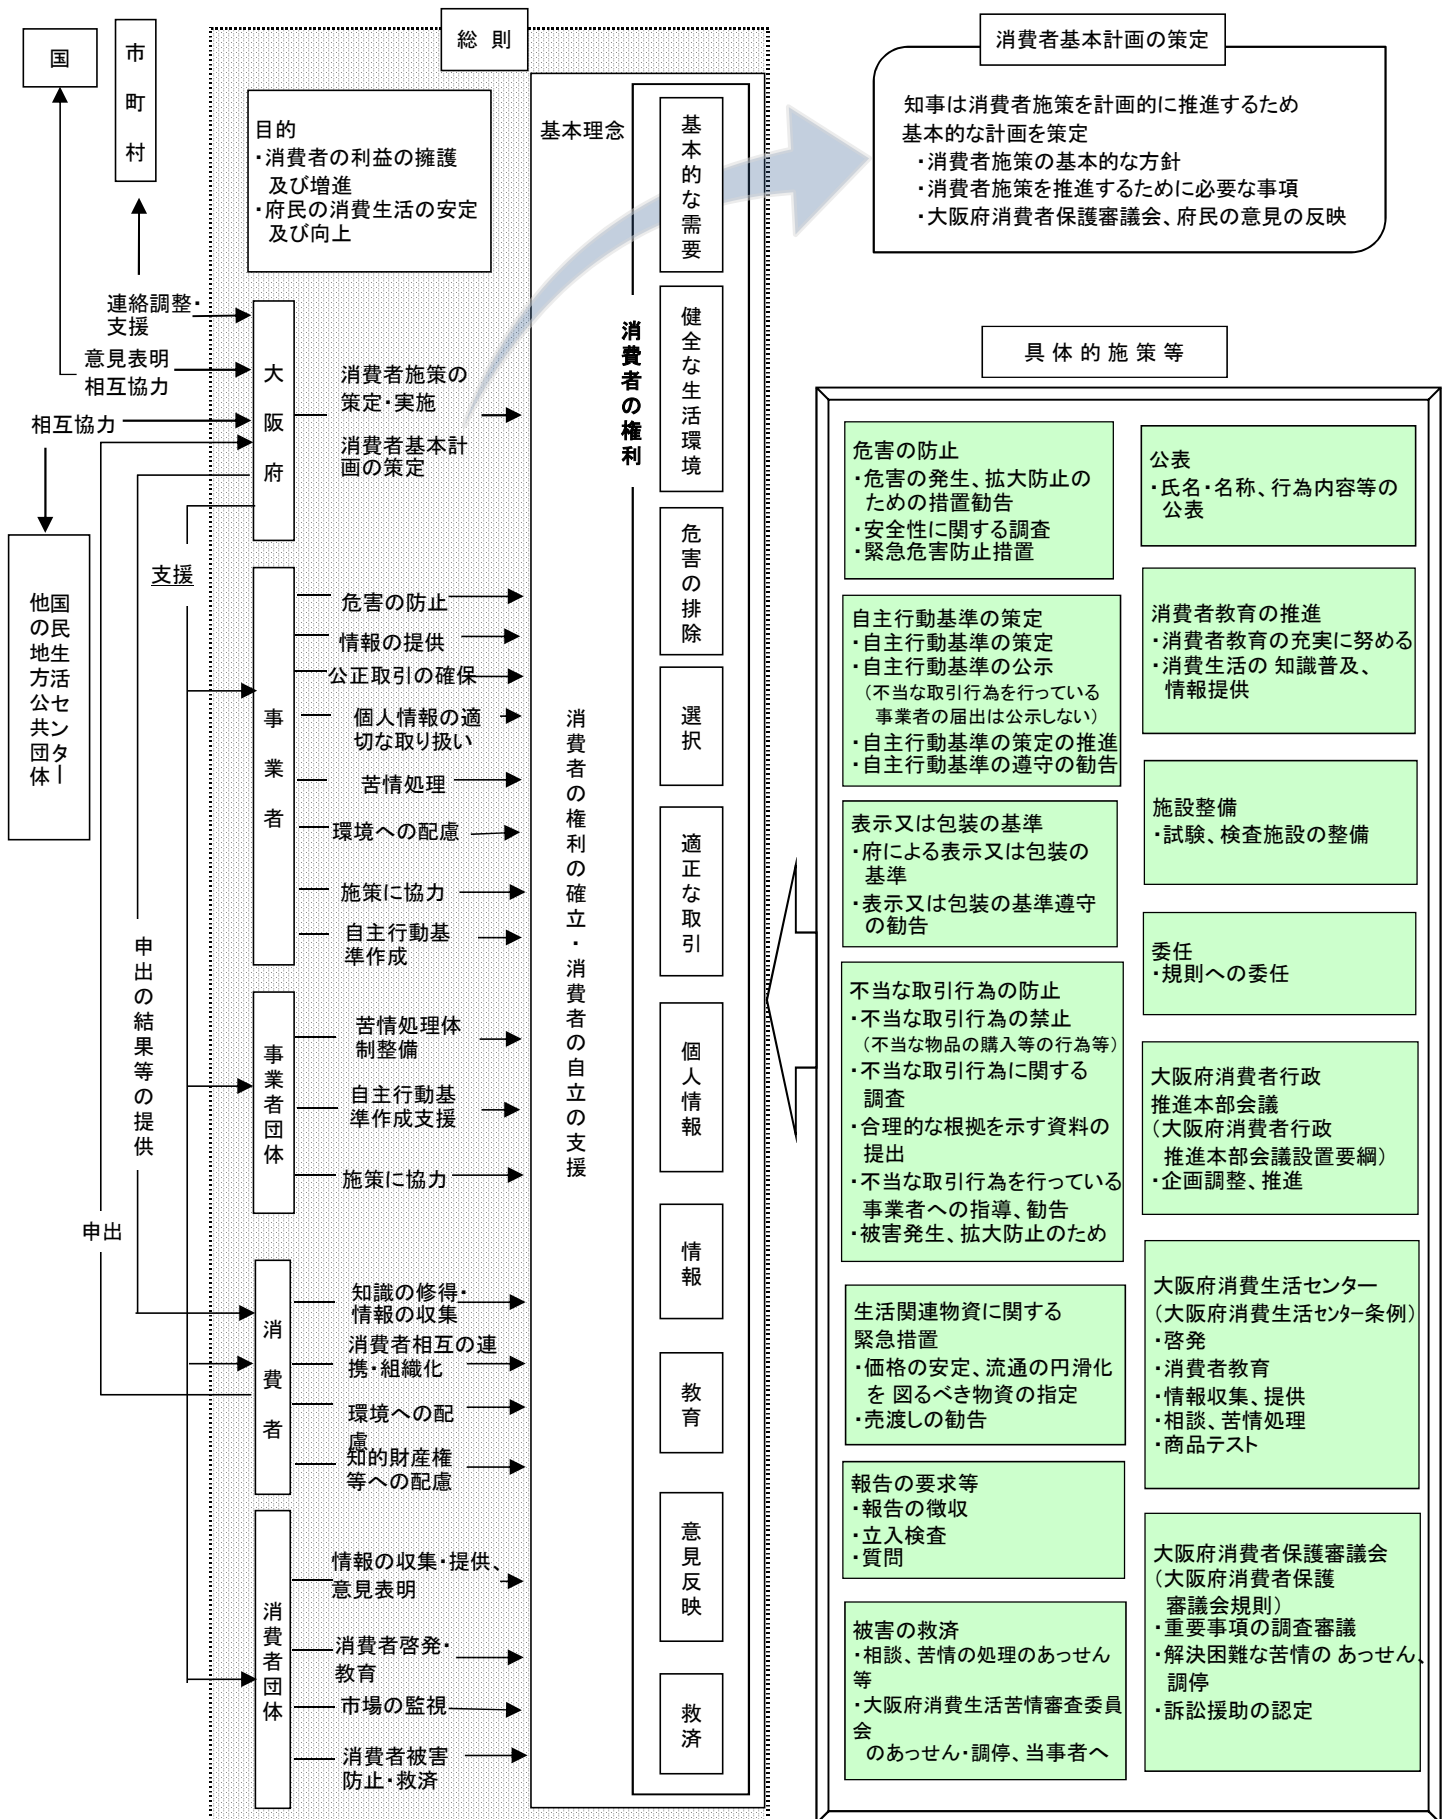 国
市町村
総 則
目的
・消費者の利益の擁護
及び増進
・府民の消費生活の安定
及び向上
基本理念
消費者の権利
基本的な需要
健全な生活環境
危害の排除
選択
適正な取引
個人情報
情報
教育
意見反映
救済
消費者の権利の確立・消費者の自立の支援
連絡調整・
支援
意見表明
相互協力
相互協力
国民生活センター
他の地方公共団体
支援
申出の結果等の提供
申出
大阪府
消費者施策の
策定・実施
消費者基本計
画の策定
事業者
危害の防止
情報の提供
公正取引の確保
個人情報の適
切な取り扱い
苦情処理
環境への配慮
施策に協力
自主行動基
準作成
事業者団体
苦情処理体
制整備
自主行動基
準作成支援
施策に協力
消費者
知識の修得・
情報の収集
消費者相互の連
携・組織化
環境への配
慮
知的財産権
等への配慮
消費者団体
情報の収集・提供、
意見表明
消費者啓発・
教育
市場の監視
消費者被害
防止・救済
消費者基本計画の策定
知事は消費者施策を計画的に推進するため
基本的な計画を策定
・消費者施策の基本的な方針
・消費者施策を推進するために必要な事項
・大阪府消費者保護審議会、府民の意見の反映
具 体 的 施 策 等
危害の防止
・危害の発生、拡大防止の
ための措置勧告
・安全性に関する調査
・緊急危害防止措置
自主行動基準の策定
・自主行動基準の策定
・自主行動基準の公示
（不当な取引行為を行っている
事業者の届出は公示しない）
・自主行動基準の策定の推進
・自主行動基準の遵守の勧告
表示又は包装の基準
・府による表示又は包装の
基準
・表示又は包装の基準遵守
の勧告
不当な取引行為の防止
・不当な取引行為の禁止
（不当な物品の購入等の行為等）
・不当な取引行為に関する
調査
・合理的な根拠を示す資料の
提出
・不当な取引行為を行っている
事業者への指導、勧告
・被害発生、拡大防止のため
生活関連物資に関する
緊急措置
・価格の安定、流通の円滑化
を 図るべき物資の指定
・売渡しの勧告
報告の要求等
・報告の徴収
・立入検査
・質問
被害の救済
・相談、苦情の処理のあっせん
等
・大阪府消費生活苦情審査委員
会
のあっせん・調停、当事者へ
公表
・氏名・名称、行為内容等の
公表
消費者教育の推進
・消費者教育の充実に努める
・消費生活の 知識普及、
情報提供
施設整備
・試験、検査施設の整備
委任
・規則への委任
大阪府消費者行政
推進本部会議
（大阪府消費者行政
推進本部会議設置要綱）
・企画調整、推進
大阪府消費生活センター
（大阪府消費生活センター条例）
・啓発
・消費者教育
・情報収集、提供
・相談、苦情処理
・商品テスト
大阪府消費者保護審議会
（大阪府消費者保護
審議会規則）
・重要事項の調査審議
・解決困難な苦情の あっせん、
調停
・訴訟援助の認定